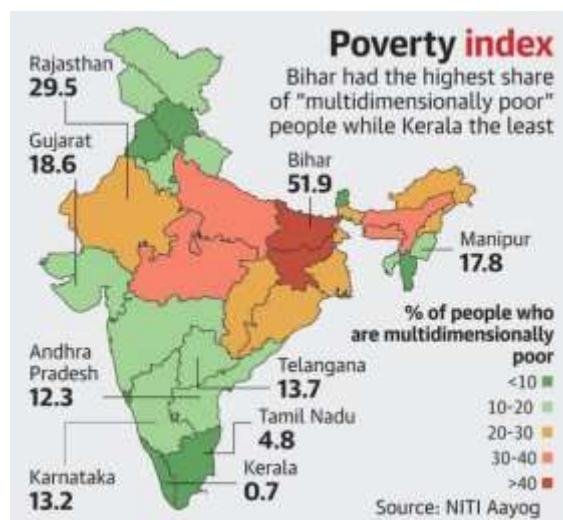 Poverty index
Bihar had the highest share
of "multidimensionally poor"
people while Kerala the least
Rajasthan
29.5
Gujarat
18.6
Bihar
51.9
Manipur
17.8
% of people who
are multidimensionally
poor
<10
10-20
20-30
30-40
>40
Andhra
Pradesh
12.3
Telangana
13.7
Tamil Nadu
4.8
Karnataka
13.2
Kerala
0.7
Source: NITI Aayog